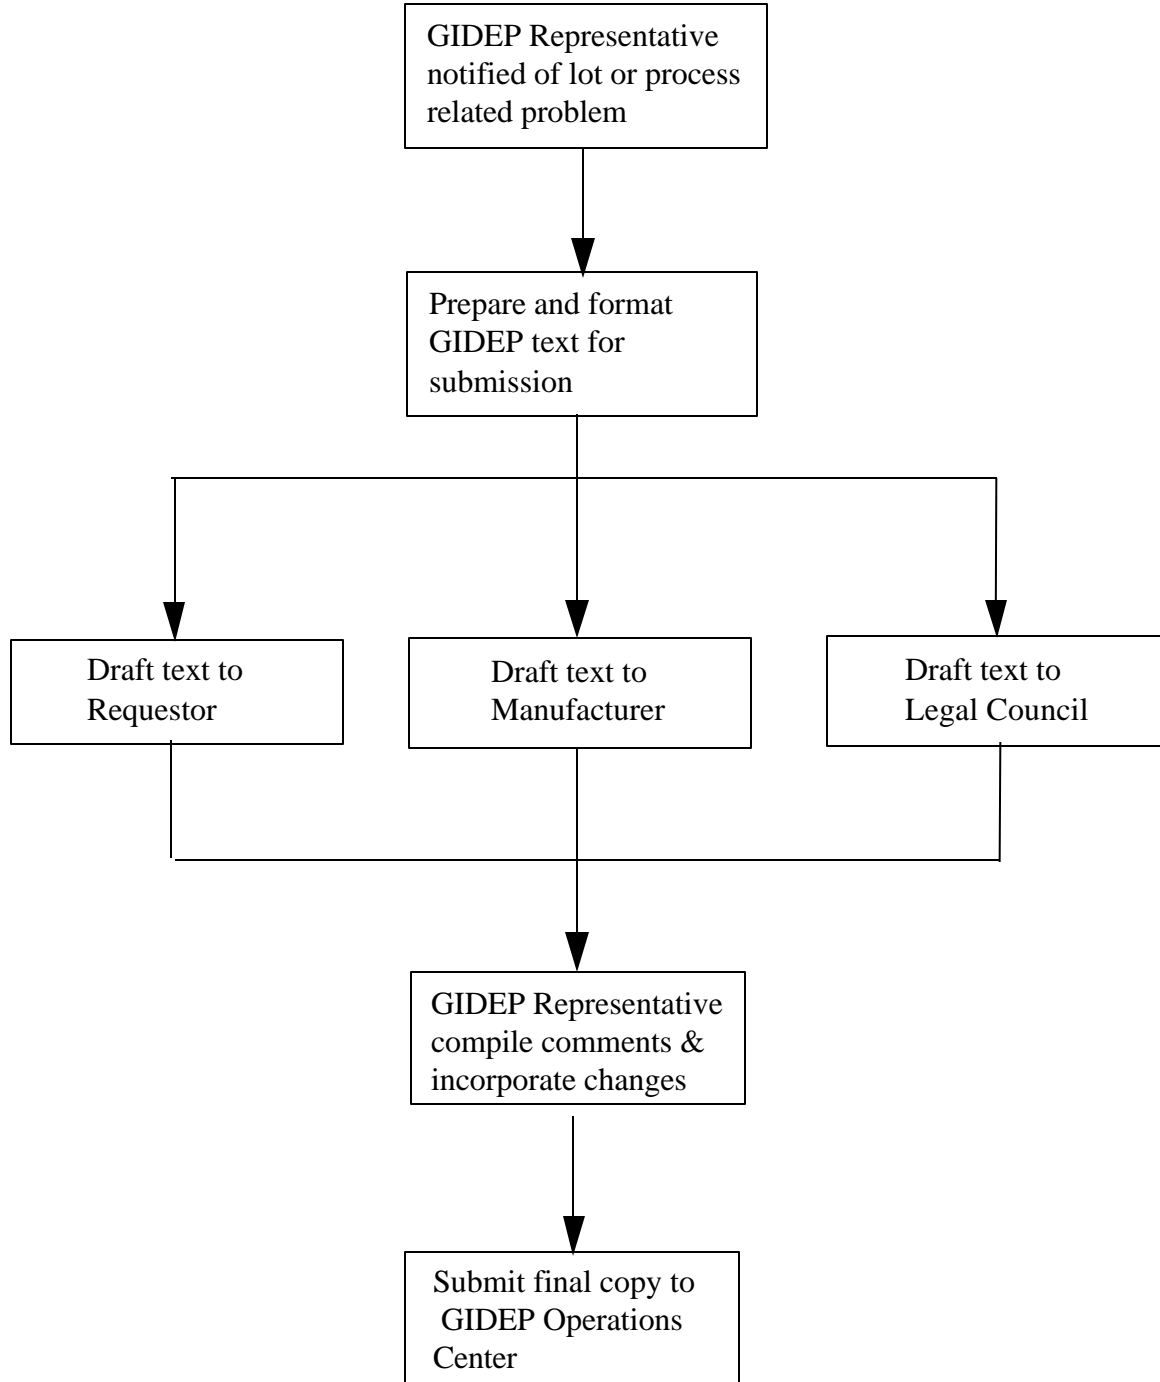 GIDEP Representative
notified of lot or process
related problem
Prepare and format
GIDEP text for
submission
Draft text to
Requestor
Draft text to
Manufacturer
Draft text to
Legal Council
GIDEP Representative
compile comments &
incorporate changes
Submit final copy to
GIDEP Operations
Center